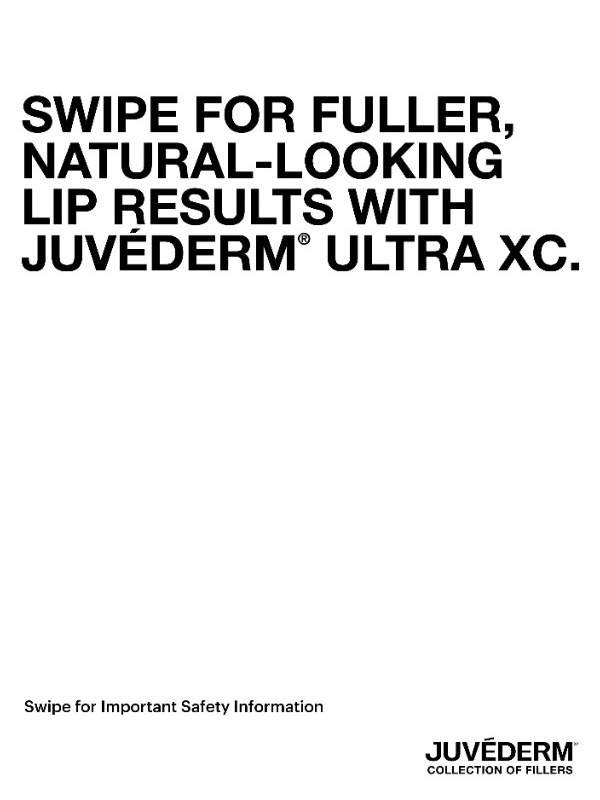 SWIPE FOR FULLER,
NATURAL-LOOKING
LIP RESULTS WITH
JUVÉDERM® ULTRA XC.
Swipe for Important Safety Information
JUVÉDERM®
COLLECTION OF FILLERS